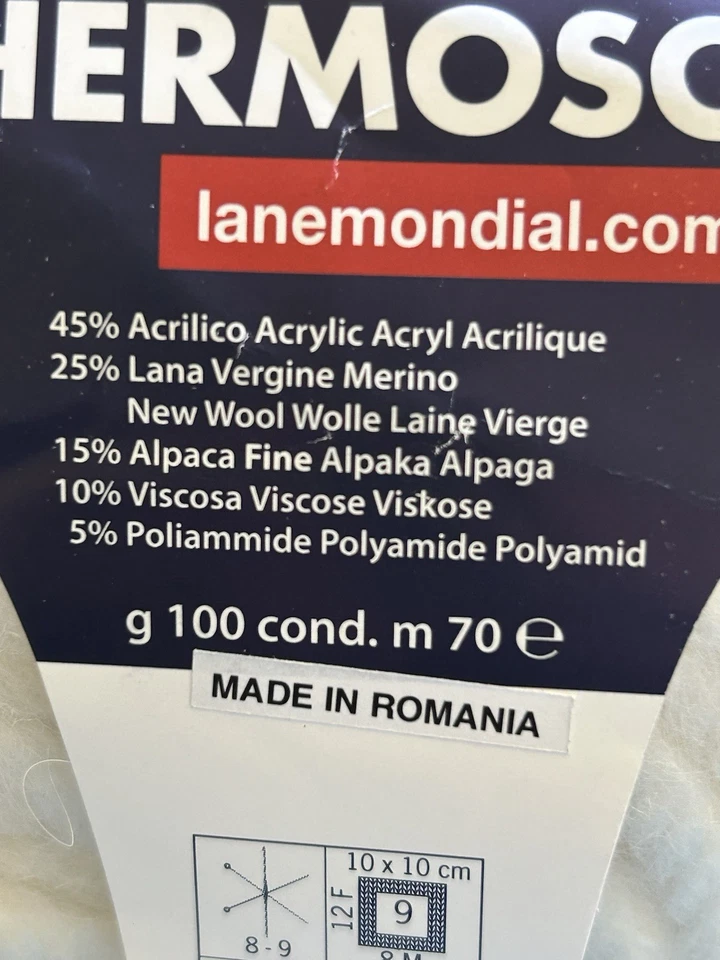 HERMOSO
lanemondial.com
45% Acrilico Acrylic Acryl Acrilique
25% Lana Vergine Merino
New Wool Wolle Laine Vierge
15% Alpaca Fine Alpaka Alpaga
10% Viscosa Viscose Viskose
5% Poliammide Polyamide Polyamid
g 100 cond. m 70 ℮
MADE IN ROMANIA
10 x 10 cm
12 F
9
8-9
8 M